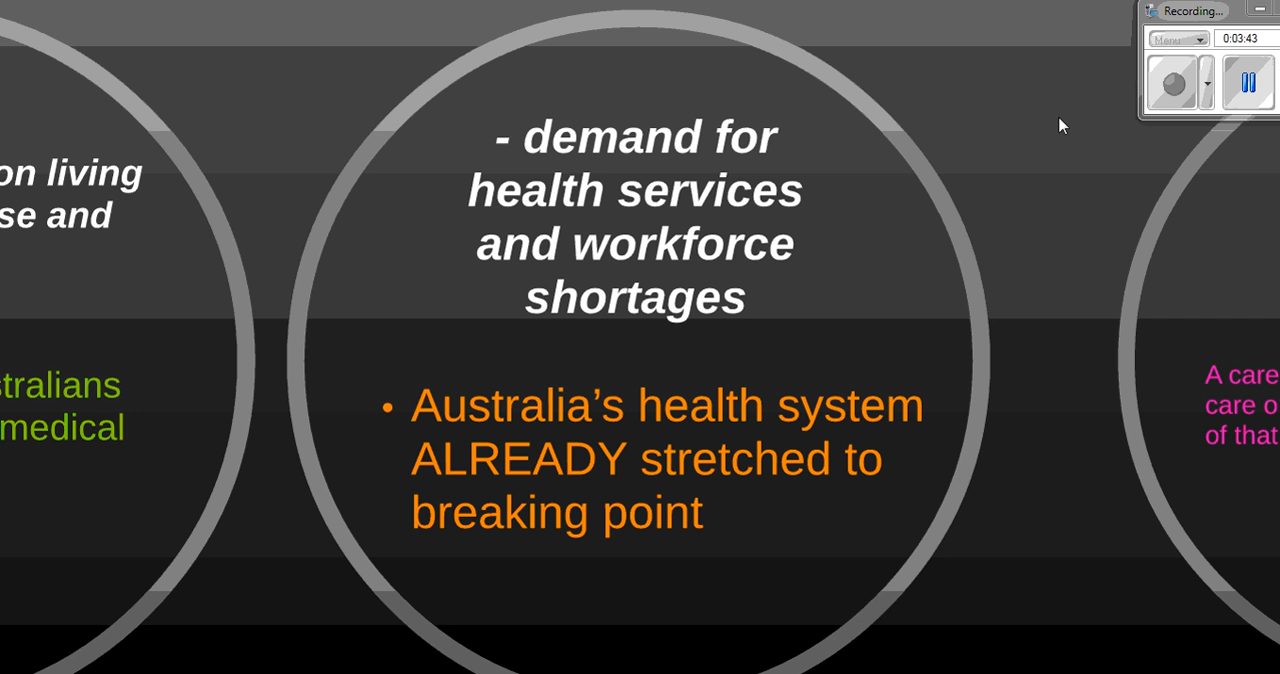 Recording...
Menu
0:03:43
on living
se and
stralians
medical
- demand for
health services
and workforce
shortages
• Australia’s health system
ALREADY stretched to
breaking point
A care
care o
of that